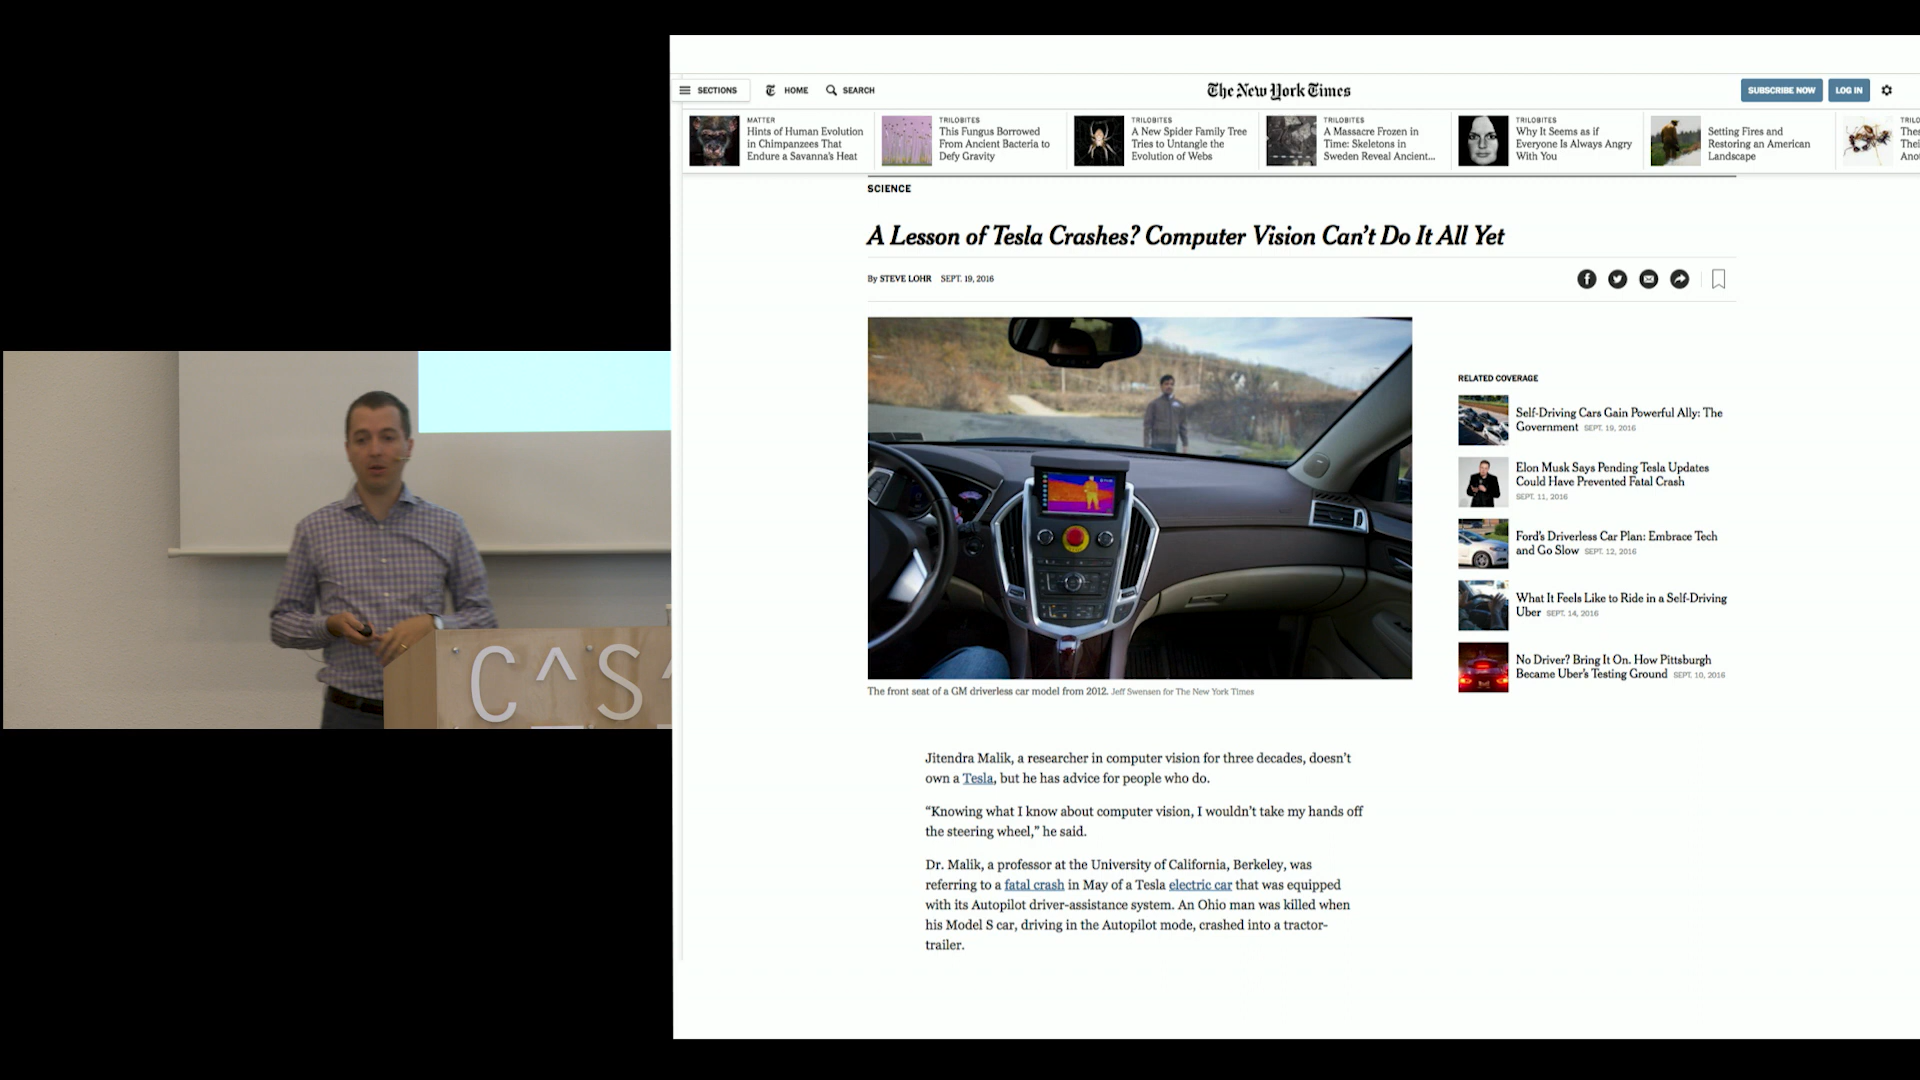 SECTIONS
HOME
SEARCH
The New York Times
SUBSCRIBE NOW
LOG IN
MATTER
Hints of Human Evolution
in Chimpanzees That
Endure a Savanna's Heat
TRILOBITES
This Fungus Borrowed
From Ancient Bacteria to
Defy Gravity
TRILOBITES
A New Spider Family Tree
Tries to Untangle the
Evolution of Webs
TRILOBITES
A Massacre Frozen in
Time: Skeletons in
Sweden Reveal Ancient...
TRILOBITES
Why It Seems as if
Everyone Is Always Angry
With You
Setting Fires and
Restoring an American
Landscape
TRILO
Thes
Thei
Ano
SCIENCE
A Lesson of Tesla Crashes? Computer Vision Can't Do It All Yet
By STEVE LOHR SEPT. 19, 2016
RELATED COVERAGE
Self-Driving Cars Gain Powerful Ally: The
Government SEPT. 19, 2016
Elon Musk Says Pending Tesla Updates
Could Have Prevented Fatal Crash
SEPT. 11, 2016
Ford's Driverless Car Plan: Embrace Tech
and Go Slow SEPT. 12, 2016
What It Feels Like to Ride in a Self-Driving
Uber SEPT. 14, 2016
No Driver? Bring It On. How Pittsburgh
Became Uber's Testing Ground SEPT. 10, 2016
The front seat of a GM driverless car model from 2012. Jeff Swensen for The New York Times
Jitendra Malik, a researcher in computer vision for three decades, doesn't
own a Tesla, but he has advice for people who do.
“Knowing what I know about computer vision, I wouldn't take my hands off
the steering wheel,” he said.
Dr. Malik, a professor at the University of California, Berkeley, was
referring to a fatal crash in May of a Tesla electric car that was equipped
with its Autopilot driver-assistance system. An Ohio man was killed when
his Model S car, driving in the Autopilot mode, crashed into a tractor-
trailer.
C^S